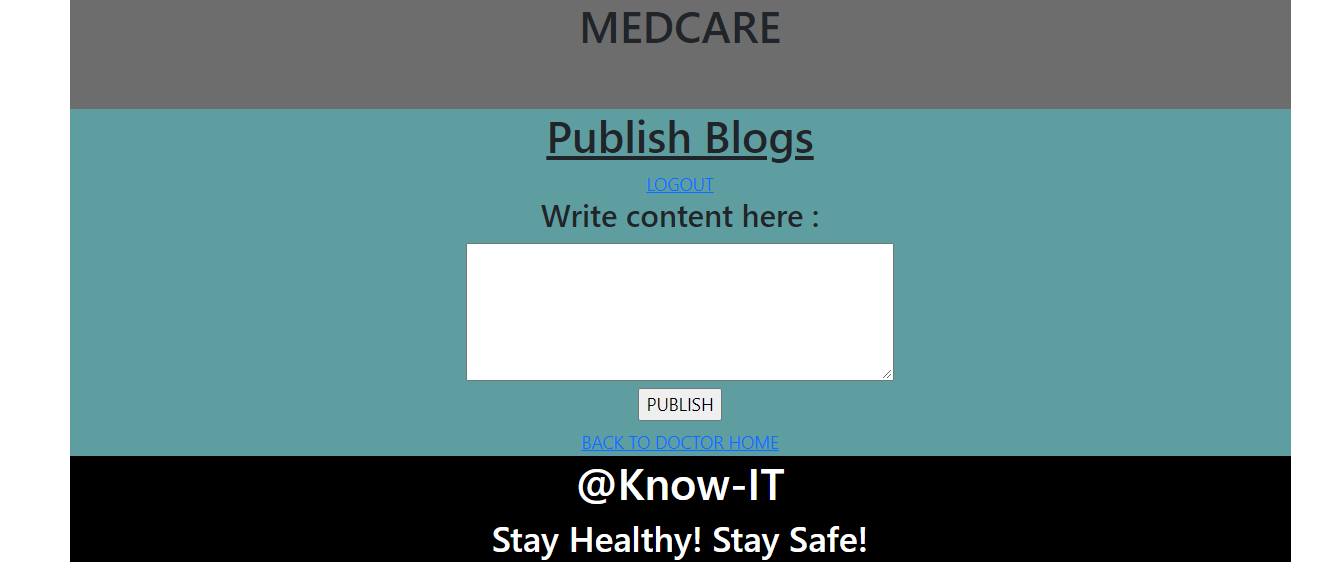 MEDCARE
Publish Blogs
LOGOUT
Write content here :
PUBLISH
BACK TO DOCTOR HOME
@Know-IT
Stay Healthy! Stay Safe!